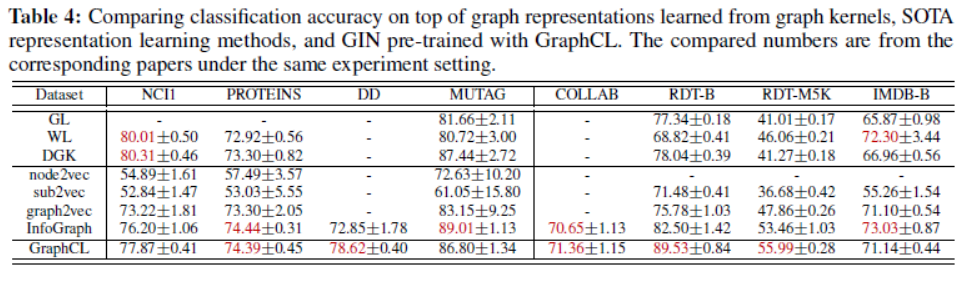 Table 4: Comparing classification accuracy on top of graph representations learned from graph kernels, SOTA
representation learning methods, and GIN pre-trained with GraphCL. The compared numbers are from the
corresponding papers under the same experiment setting.
Dataset NCI1 PROTEINS DD MUTAG COLLAB RDT-B RDT-M5K IMDB-B
GL - - - 81.66±2.11 - 77.34±0.18 41.01±0.17 65.87±0.98
WL 80.01±0.50 72.92±0.56 - 80.72±3.00 - 68.82±0.41 46.06±0.21 72.30±3.44
DGK 80.31±0.46 73.30±0.82 - 87.44±2.72 - 78.04±0.39 41.27±0.18 66.96±0.56
node2vec 54.89±1.61 57.49±3.57 - 72.63±10.20 - - - -
sub2vec 52.84±1.47 53.03±5.55 - 61.05±15.80 - 71.48±0.41 36.68±0.42 55.26±1.54
graph2vec 73.22±1.81 73.30±2.05 - 83.15±9.25 - 75.78±1.03 47.86±0.26 71.10±0.54
InfoGraph 76.20±1.06 74.44±0.31 72.85±1.78 89.01±1.13 70.65±1.13 82.50±1.42 53.46±1.03 73.03±0.87
GraphCL 77.87±0.41 74.39±0.45 78.62±0.40 86.80±1.34 71.36±1.15 89.53±0.84 55.99±0.28 71.14±0.44